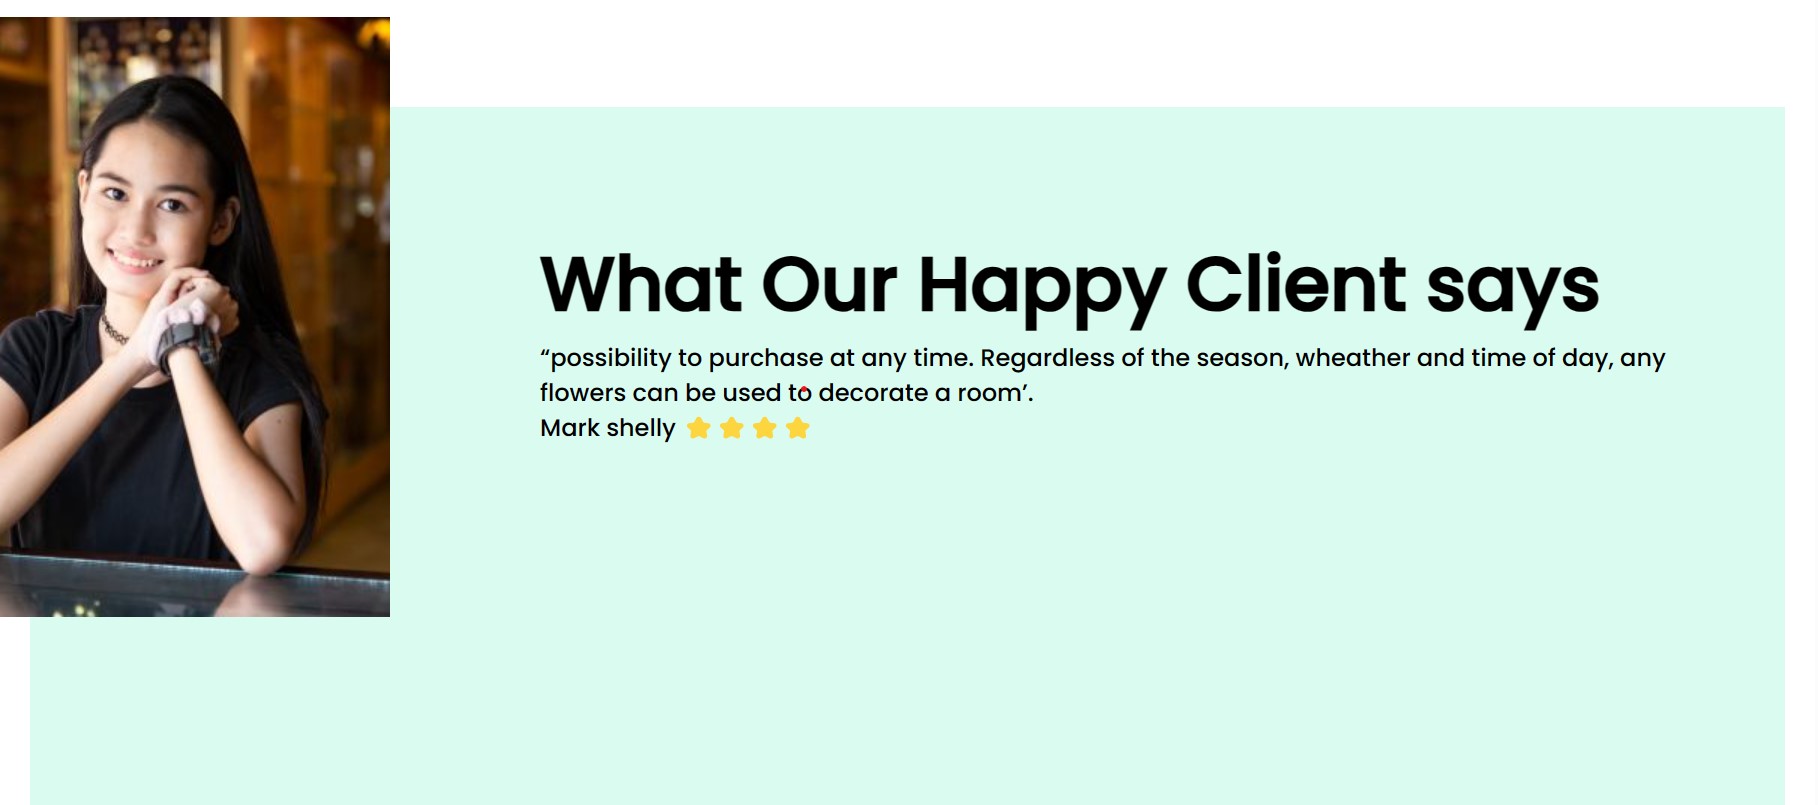 What Our Happy Client says
“possibility to purchase at any time. Regardless of the season, wheather and time of day, any
flowers can be used to decorate a room’.
Mark shelly